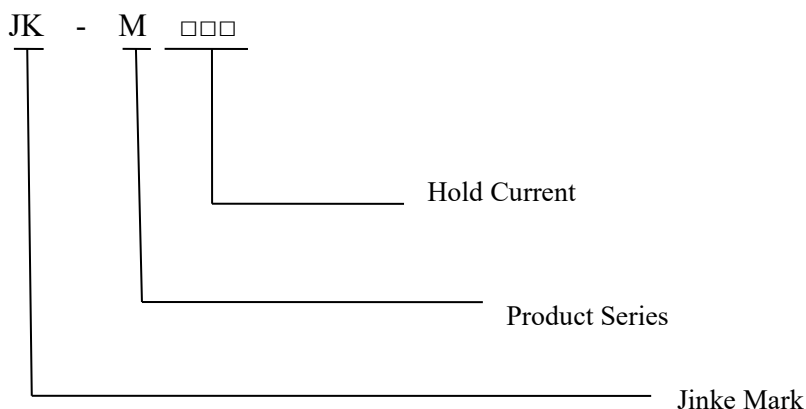 JK - M □□□
Hold Current
Product Series
Jinke Mark